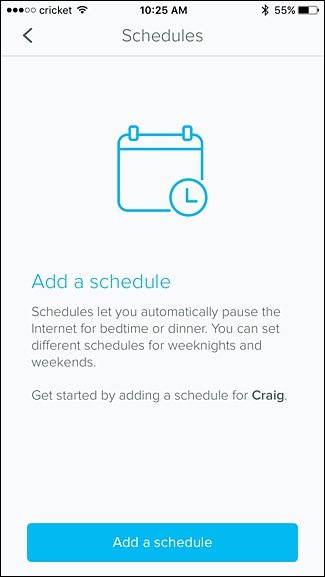 cricket 10:25 AM 55%
Schedules
Add a schedule
Schedules let you automatically pause the
Internet for bedtime or dinner. You can set
different schedules for weeknights and
weekends.
Get started by adding a schedule for Craig.
Add a schedule